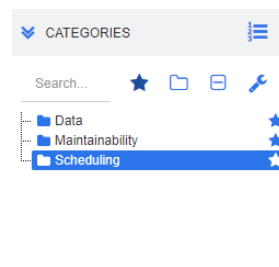 CATEGORIES
Search...
Data
Maintainability
Scheduling